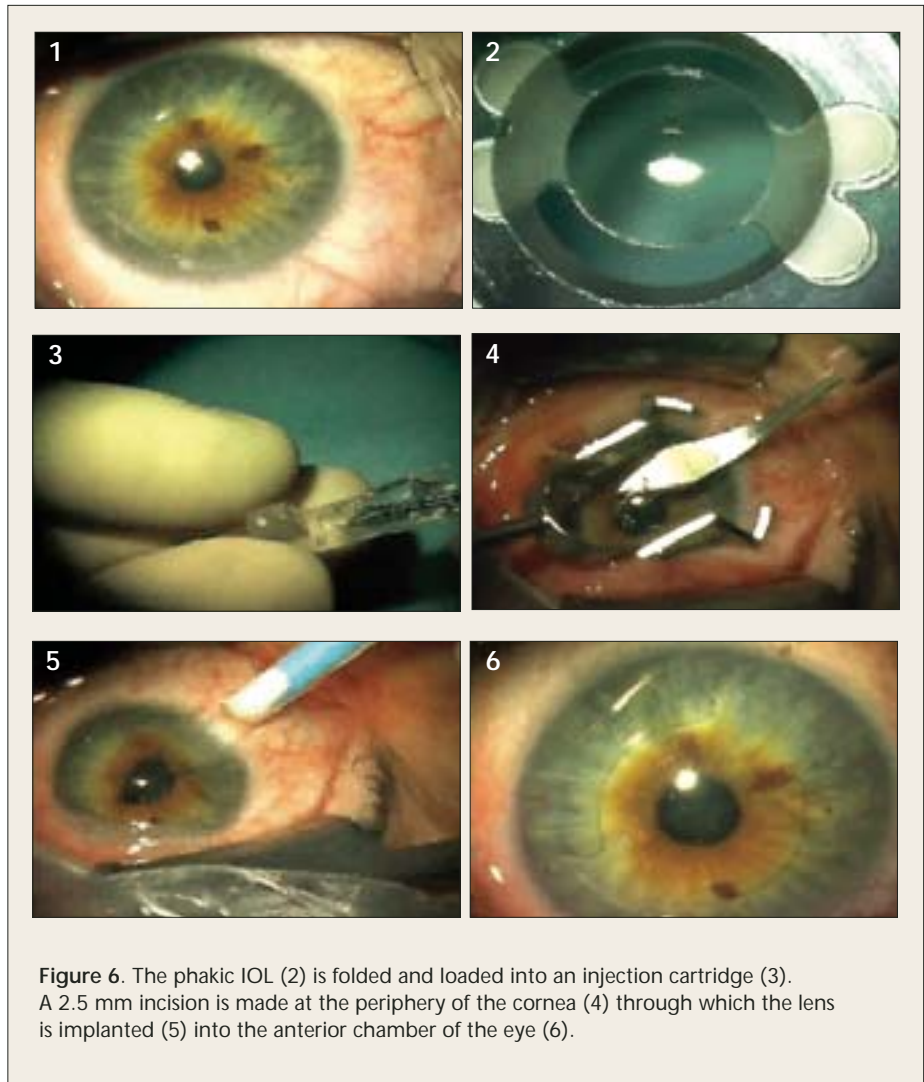 1
2
3
4
5
6
Figure 6. The phakic IOL (2) is folded and loaded into an injection cartridge (3).
A 2.5 mm incision is made at the periphery of the cornea (4) through which the lens
is implanted (5) into the anterior chamber of the eye (6).